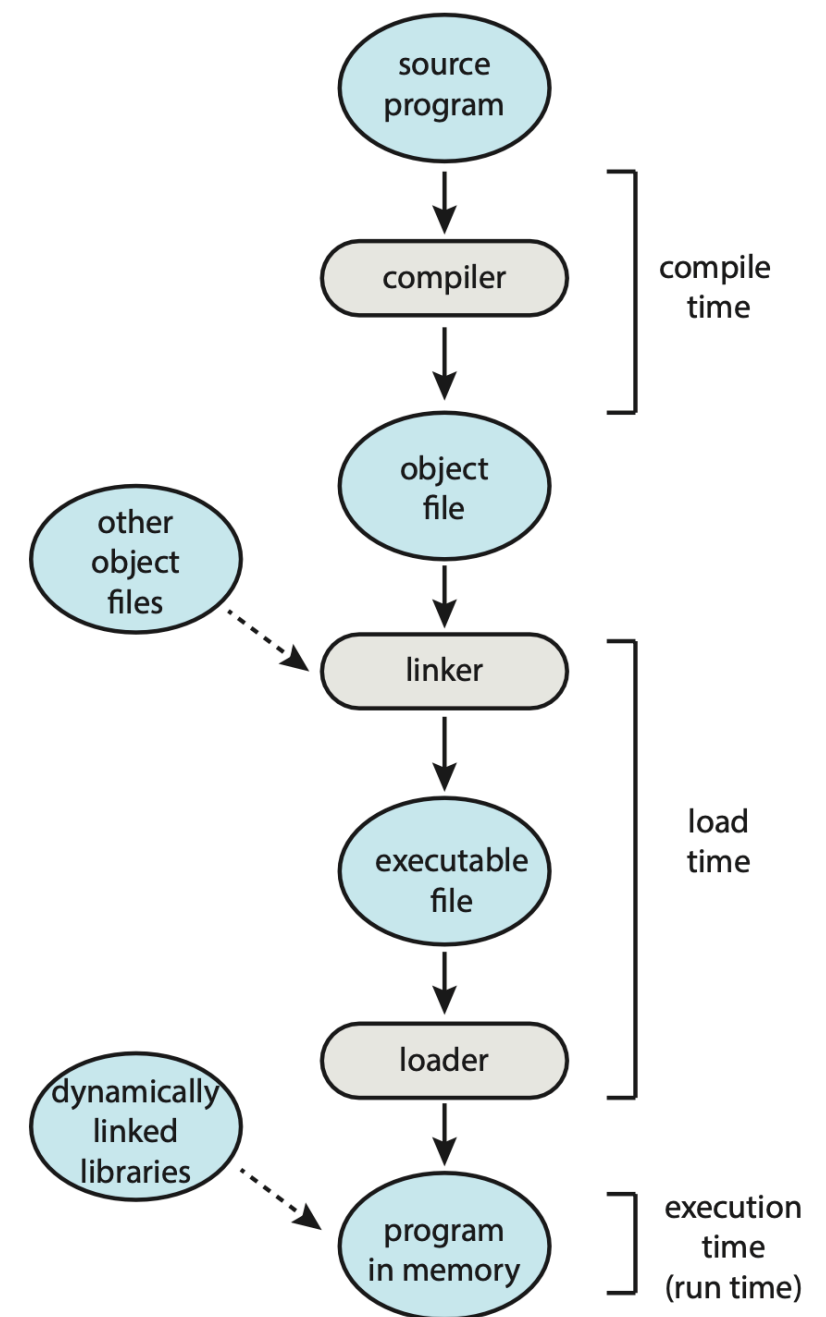 source
program
compiler
compile
time
object
file
other
object
files
linker
load
time
executable
file
loader
dynamically
linked
libraries
program
in memory
execution
time
(run time)